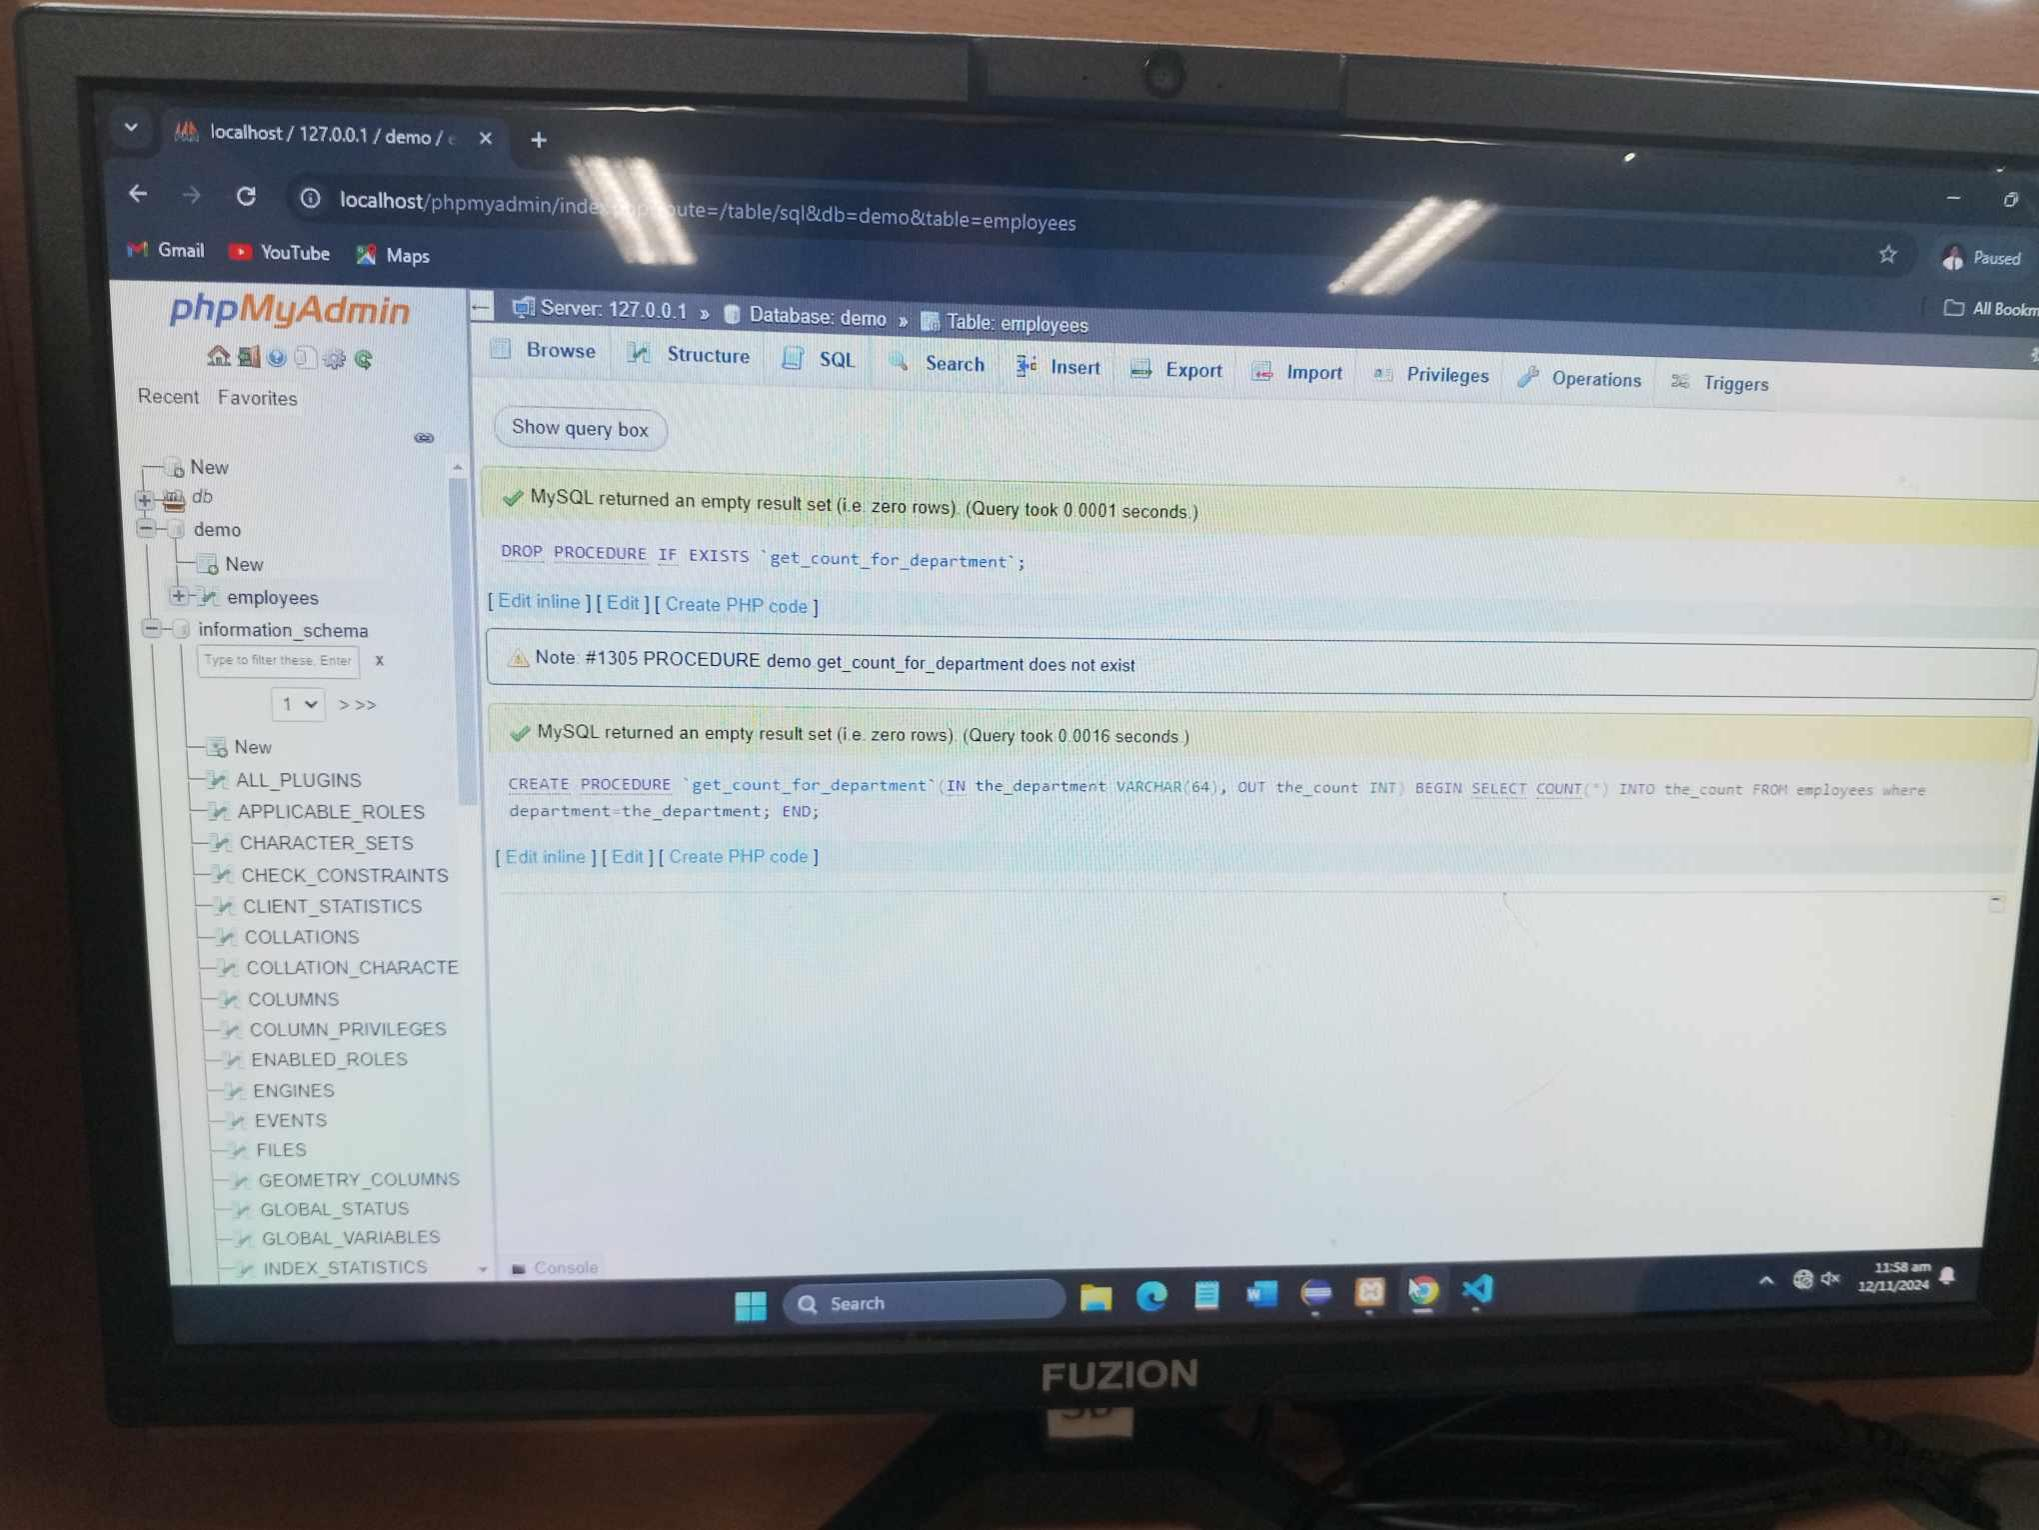 localhost / 127.0.0.1 / demo /
localhost/phpmyadmin/inde
oute=/table/sql&db=demo&table=employees
Gmail YouTube Maps
Paused
All Bookm
phpMyAdmin
Recent Favorites
New
db
demo
New
employees
information_schema
Type to filter these, Enter x
1 > >>
New
ALL_PLUGINS
APPLICABLE_ROLES
CHARACTER_SETS
CHECK_CONSTRAINTS
CLIENT_STATISTICS
COLLATIONS
COLLATION_CHARACTE
COLUMNS
COLUMN_PRIVILEGES
ENABLED_ROLES
ENGINES
EVENTS
FILES
GEOMETRY_COLUMNS
GLOBAL_STATUS
GLOBAL_VARIABLES
INDEX_STATISTICS
Server: 127.0.0.1 » Database: demo » Table: employees
Browse Structure SQL Search Insert Export Import Privileges Operations Triggers
Show query box
MySQL returned an empty result set (i.e. zero rows). (Query took 0.0001 seconds.)
DROP PROCEDURE IF EXISTS `get_count_for_department`;
[ Edit inline ] [ Edit ] [ Create PHP code ]
Note: #1305 PROCEDURE demo.get_count_for_department does not exist
MySQL returned an empty result set (i.e. zero rows). (Query took 0.0016 seconds.)
CREATE PROCEDURE `get_count_for_department`(IN the_department VARCHAR(64), OUT the_count INT) BEGIN SELECT COUNT(*) INTO the_count FROM employees where
department=the_department; END;
[ Edit inline ] [ Edit ] [ Create PHP code ]
Console
Search
11:58 am
12/11/2024
FUZION